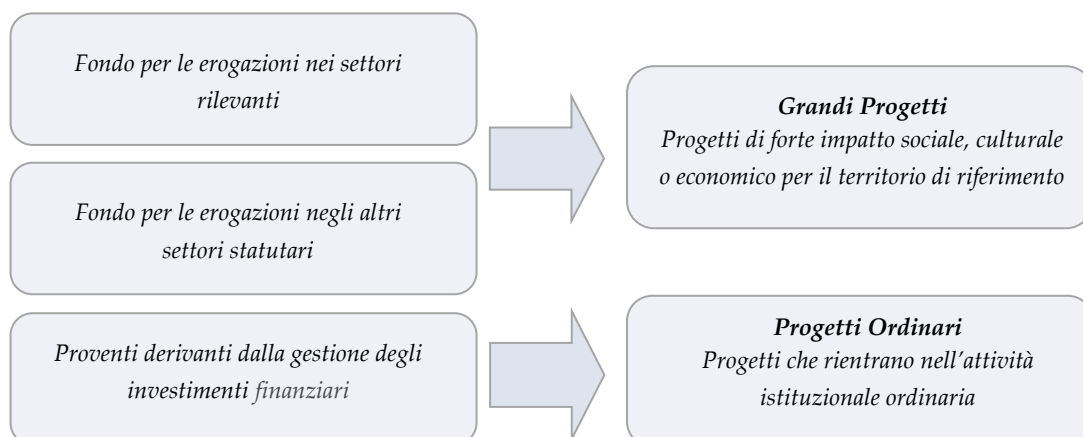 Fondo per le erogazioni nei settori
rilevanti
Fondo per le erogazioni negli altri
settori statutari
Proventi derivanti dalla gestione degli
investimenti finanziari
Grandi Progetti
Progetti di forte impatto sociale, culturale
o economico per il territorio di riferimento
Progetti Ordinari
Progetti che rientrano nell'attività
istituzionale ordinaria